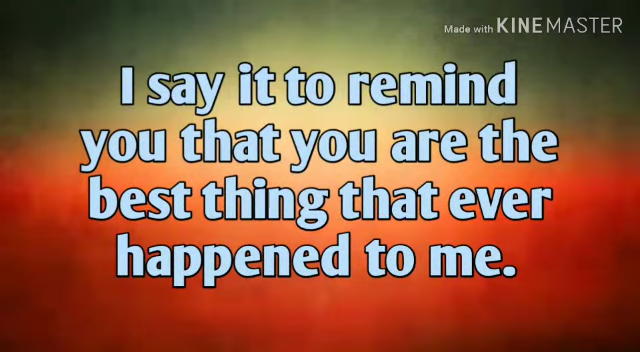 Made with KINEMASTER
I say it to remind
you that you are the
best thing that ever
happened to me.